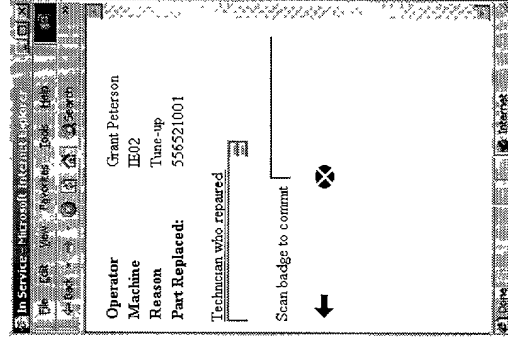 In Service - Microsoft Internet Explorer
File Edit View Favorites Tools Help
Back Search
Operator Grant Peterson
Machine IE02
Reason Tune-up
Part Replaced: 556521001
Technician who repaired
Scan badge to commit
Done Internet